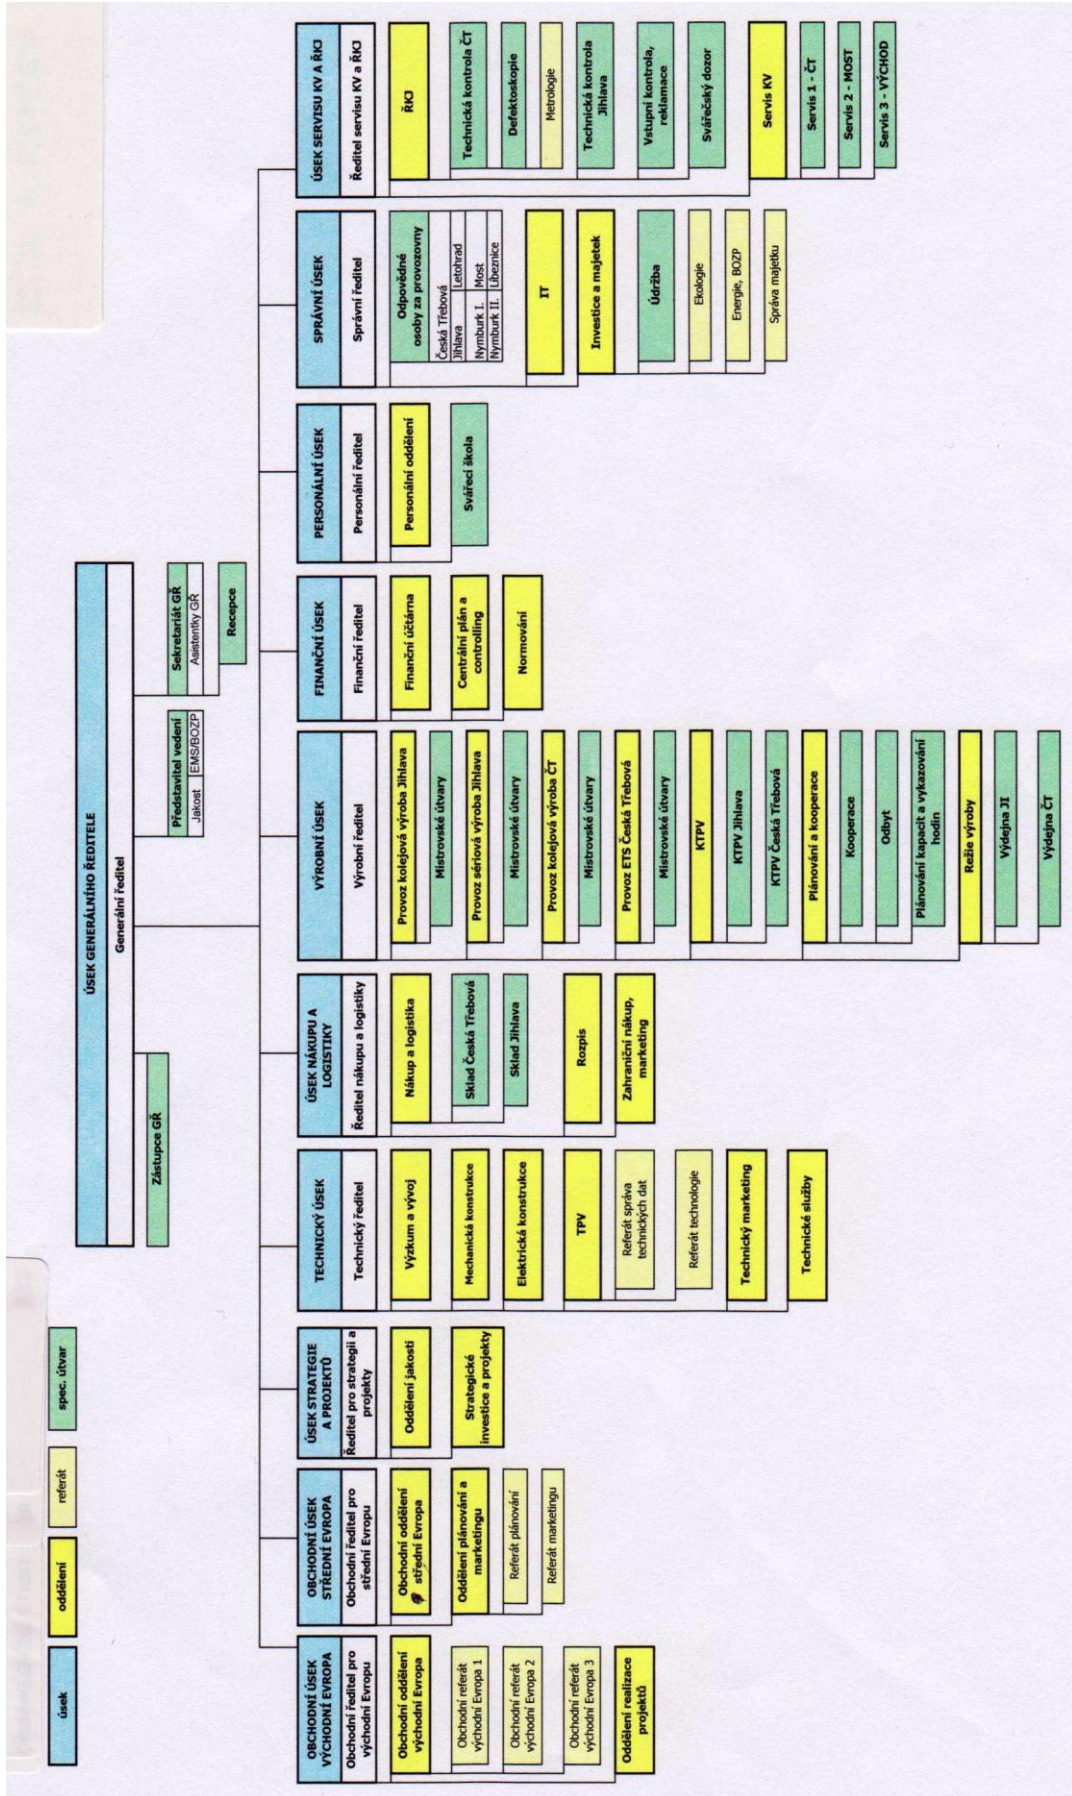 úsek
oddělení
referát
spec. útvar
ÚSEK GENERÁLNÍHO ŘEDITELE
Generální ředitel
Zástupce GŘ
Představitel vedení
Jakost
EMS/BOZP
Sekretariát GŘ
Asistentky GŘ
Recepce
OBCHODNÍ ÚSEK
VÝCHODNÍ EVROPA
Obchodní ředitel pro
východní Evropu
Obchodní oddělení
východní Evropa
Obchodní referát
východní Evropa 1
Obchodní referát
východní Evropa 2
Obchodní referát
východní Evropa 3
Oddělení realizace
projektů
OBCHODNÍ ÚSEK
STŘEDNÍ EVROPA
Obchodní ředitel pro
střední Evropu
Obchodní oddělení
střední Evropa
Oddělení plánování a
marketingu
Referát plánování
Referát marketingu
ÚSEK STRATEGIE
A PROJEKTŮ
Ředitel pro strategii a
projekty
Oddělení jakosti
Strategické
investice a projekty
TECHNICKÝ ÚSEK
Technický ředitel
Výzkum a vývoj
Mechanická konstrukce
Elektrická konstrukce
TPV
Referát správa
technických dat
Referát technologie
Technický marketing
Technické služby
ÚSEK NÁKUPU A
LOGISTIKY
Ředitel nákupu a logistiky
Nákup a logistika
Sklad Česká Třebová
Sklad Jihlava
Rozpis
Zahraniční nákup,
marketing
VÝROBNÍ ÚSEK
Výrobní ředitel
Provoz kolejová výroba Jihlava
Mistrovské útvary
Provoz sériová výroba Jihlava
Mistrovské útvary
Provoz kolejová výroba ČT
Mistrovské útvary
Provoz ETS Česká Třebová
Mistrovské útvary
KTPV
KTPV Jihlava
KTPV Česká Třebová
Plánování a kooperace
Kooperace
Odbyt
Plánování kapacit a vykazování
hodin
Režie výroby
Výdejna JI
Výdejna ČT
FINANČNÍ ÚSEK
Finanční ředitel
Finanční účtárna
Centrální plán a
controlling
Normování
PERSONÁLNÍ ÚSEK
Personální ředitel
Personální oddělení
Svářecí škola
SPRÁVNÍ ÚSEK
Správní ředitel
Odpovědné
osoby za provozovny
Česká Třebová
Jihlava
Letohrad
Nymburk I.
Most
Nymburk II.
Líbeznice
IT
Investice a majetek
Údržba
Ekologie
Energie, BOZP
Správa majetku
ÚSEK SERVISU KV A ŘKJ
Ředitel servisu KV a ŘKJ
ŘKJ
Technická kontrola ČT
Defektoskopie
Metrologie
Technická kontrola
Jihlava
Vstupní kontrola,
reklamace
Svářečský dozor
Servis KV
Servis 1 - ČT
Servis 2 - MOST
Servis 3 - VÝCHOD